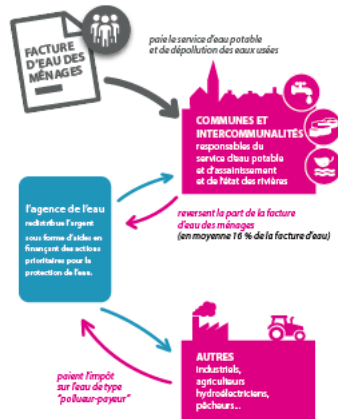 FACTURE
D'EAU DES
MÉNAGES
paie le service d'eau potable
et de dépollution des eaux usées
COMMUNES ET
INTERCOMMUNALITÉS
responsables du
service d'eau potable
et d'assainissement
et de l'état des rivières
l'agence de l'eau
redistribue l'argent
sous forme d'aides en
finançant des actions
prioritaires pour la
protection de l'eau.
reversent la part de la facture
d'eau des ménages
(en moyenne 16 % de la facture d'eau)
paient l'impôt
sur l'eau de type
"pollueur-payeur"
AUTRES
industriels,
agriculteurs
hydroélectriciens,
pêcheurs...